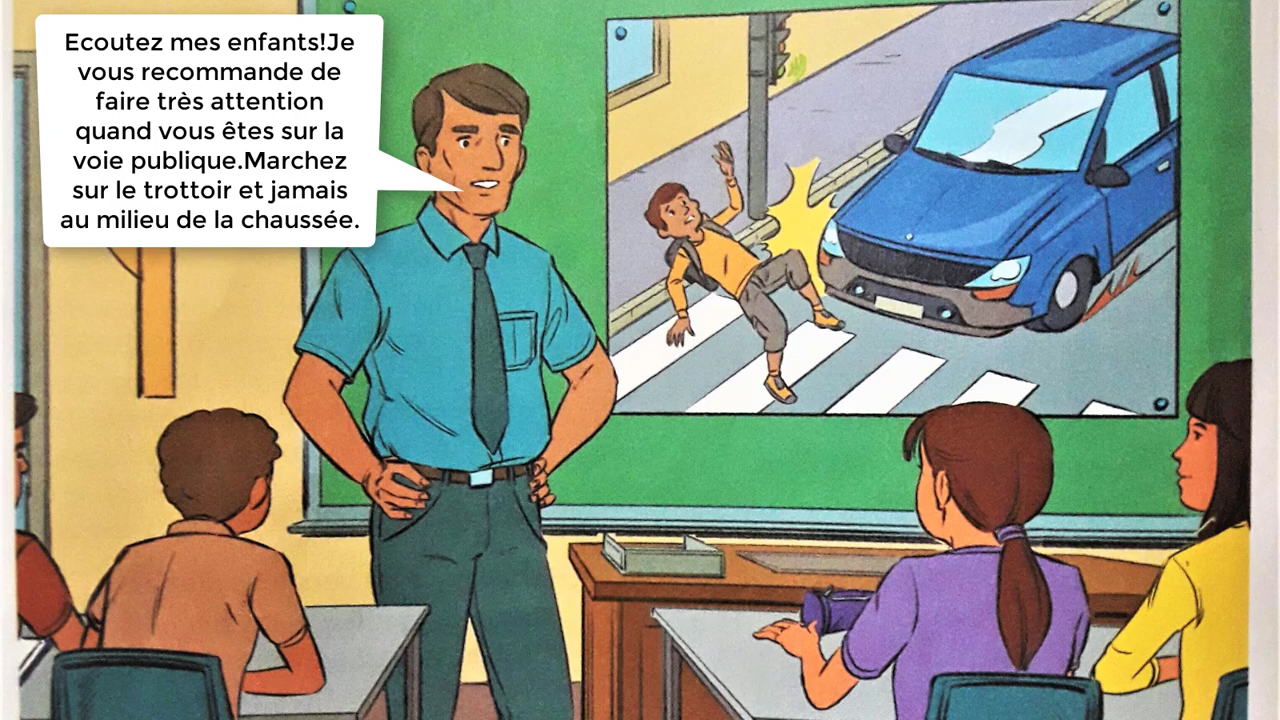 Ecoutez mes enfants!Je
vous recommande de
faire très attention
quand vous êtes sur la
voie publique.Marchez
sur le trottoir et jamais
au milieu de la chaussée.